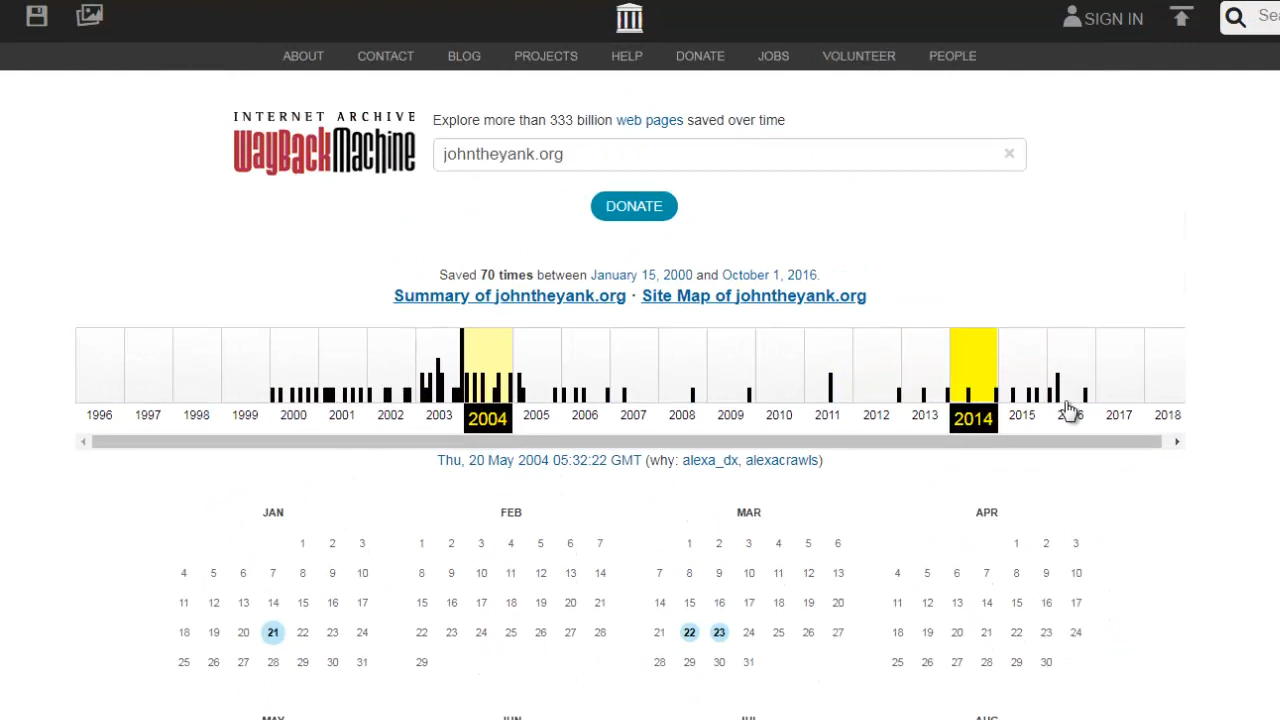 SIGN IN
ABOUT CONTACT BLOG PROJECTS HELP DONATE JOBS VOLUNTEER PEOPLE
INTERNET ARCHIVE
WayBackMachine
Explore more than 333 billion web pages saved over time
johntheyank.org
DONATE
Saved 70 times between January 15, 2000 and October 1, 2016.
Summary of johntheyank.org · Site Map of johntheyank.org
1996 1997 1998 1999 2000 2001 2002 2003 2004 2005 2006 2007 2008 2009 2010 2011 2012 2013 2014 2015 2016 2017 2018
Thu, 20 May 2004 05:32:22 GMT (why: alexa_dx, alexacrawls)
JAN FEB MAR APR
1 2 3 1 2 3 4 5 6 7 1 2 3 4 5 6 1 2 3
4 5 6 7 8 9 10 8 9 10 11 12 13 14 7 8 9 10 11 12 13 4 5 6 7 8 9 10
11 12 13 14 15 16 17 15 16 17 18 19 20 21 14 15 16 17 18 19 20 11 12 13 14 15 16 17
18 19 20 21 22 23 24 22 23 24 25 26 27 28 21 22 23 24 25 26 27 18 19 20 21 22 23 24
25 26 27 28 29 30 31 29 28 29 30 31 25 26 27 28 29 30